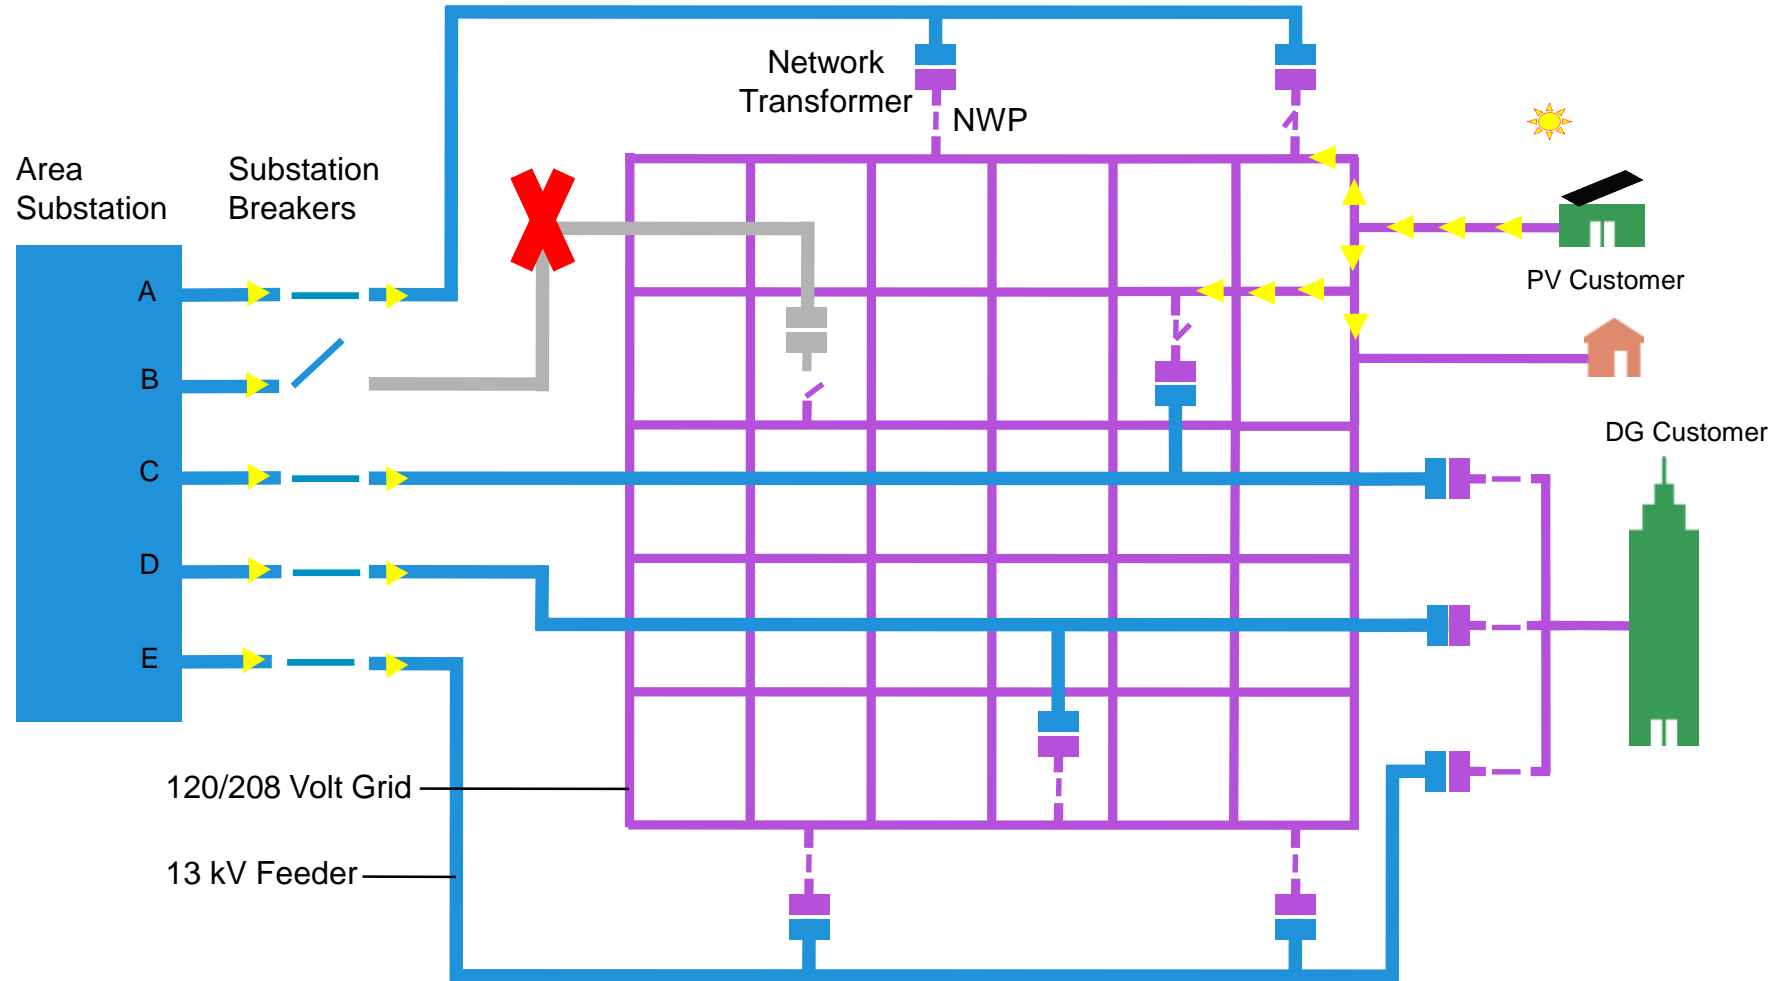 Network
Transformer
NWP
Area
Substation
Substation
Breakers
PV Customer
A
B
DG Customer
C
D
E
120/208 Volt Grid
13 kV Feeder